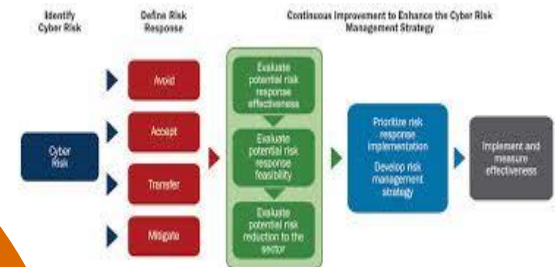 Identify
Cyber Risk
Define Risk
Response
Continuous Improvement to Enhance the Cyber Risk
Management Strategy
Cyber
Risk
Avoid
Accept
Transfer
Mitigate
Evaluate
potential risk
response
effectiveness
Evaluate
potential risk
response
feasibility
Evaluate
potential risk
reduction to the
sector
Prioritize risk
response
implementation
Develop risk
management
strategy
Implement and
measure
effectiveness